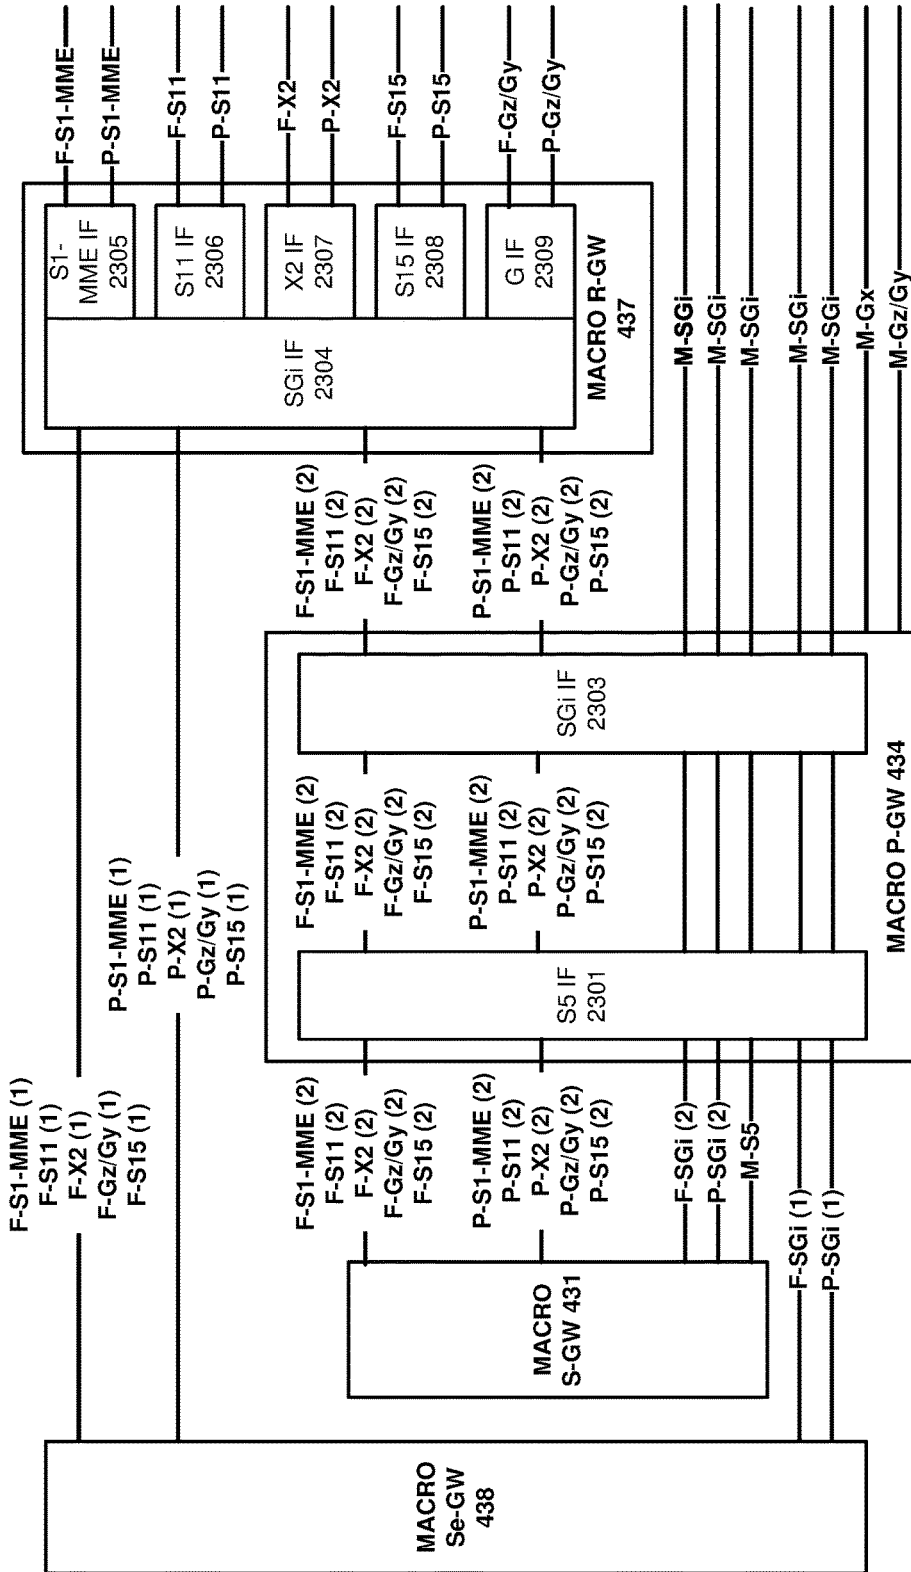 F-S1-MME
P-S1-MME
F-S11
P-S11
F-X2
P-X2
F-S15
P-S15
F-Gz/Gy
P-Gz/Gy
M-SGi
M-SGi
M-SGi
M-SGi
M-SGi
M-Gx
M-Gz/Gy
S1-
MME IF
2305
S11 IF
2306
X2 IF
2307
S15 IF
2308
G IF
2309
SGi IF
2304
MACRO R-GW
437
F-S1-MME (2)
F-S11 (2)
F-X2 (2)
F-Gz/Gy (2)
F-S15 (2)
P-S1-MME (2)
P-S11 (2)
P-X2 (2)
P-Gz/Gy (2)
P-S15 (2)
SGi IF
2303
F-S1-MME (2)
F-S11 (2)
F-X2 (2)
F-Gz/Gy (2)
F-S15 (2)
P-S1-MME (2)
P-S11 (2)
P-X2 (2)
P-Gz/Gy (2)
P-S15 (2)
S5 IF
2301
MACRO P-GW 434
P-S1-MME (1)
P-S11 (1)
P-X2 (1)
P-Gz/Gy (1)
P-S15 (1)
F-S1-MME (1)
F-S11 (1)
F-X2 (1)
F-Gz/Gy (1)
F-S15 (1)
F-S1-MME (2)
F-S11 (2)
F-X2 (2)
F-Gz/Gy (2)
F-S15 (2)
P-S1-MME (2)
P-S11 (2)
P-X2 (2)
P-Gz/Gy (2)
P-S15 (2)
F-SGi (2)
P-SGi (2)
M-S5
F-SGi (1)
P-SGi (1)
MACRO
S-GW 431
MACRO
Se-GW
438